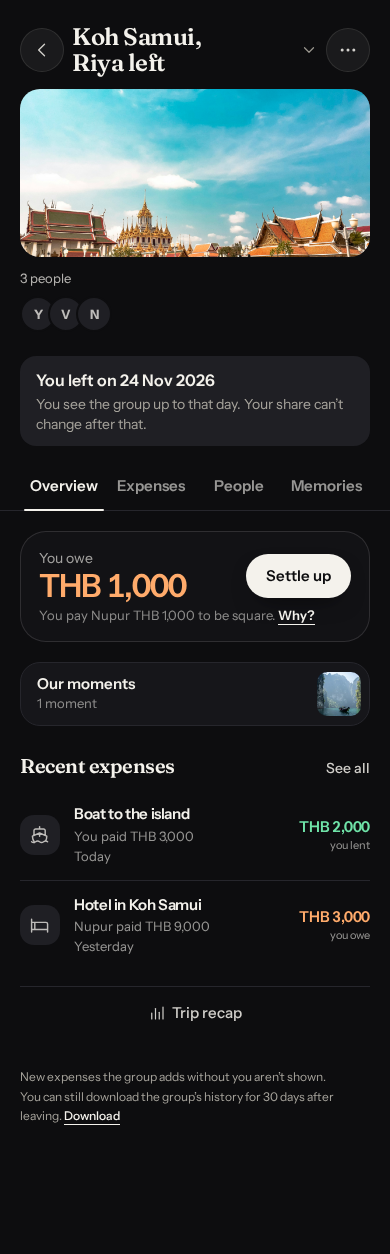 Koh Samui,
Riya left
3 people
Y V N
You left on 24 Nov 2026
You see the group up to that day. Your share can’t
change after that.
Overview Expenses People Memories
You owe
THB 1,000
Settle up
You pay Nupur THB 1,000 to be square. Why?
Our moments
1 moment
Recent expenses See all
Boat to the island
You paid THB 3,000
Today
THB 2,000
you lent
Hotel in Koh Samui
Nupur paid THB 9,000
Yesterday
THB 3,000
you owe
Trip recap
New expenses the group adds without you aren’t shown.
You can still download the group’s history for 30 days after
leaving. Download